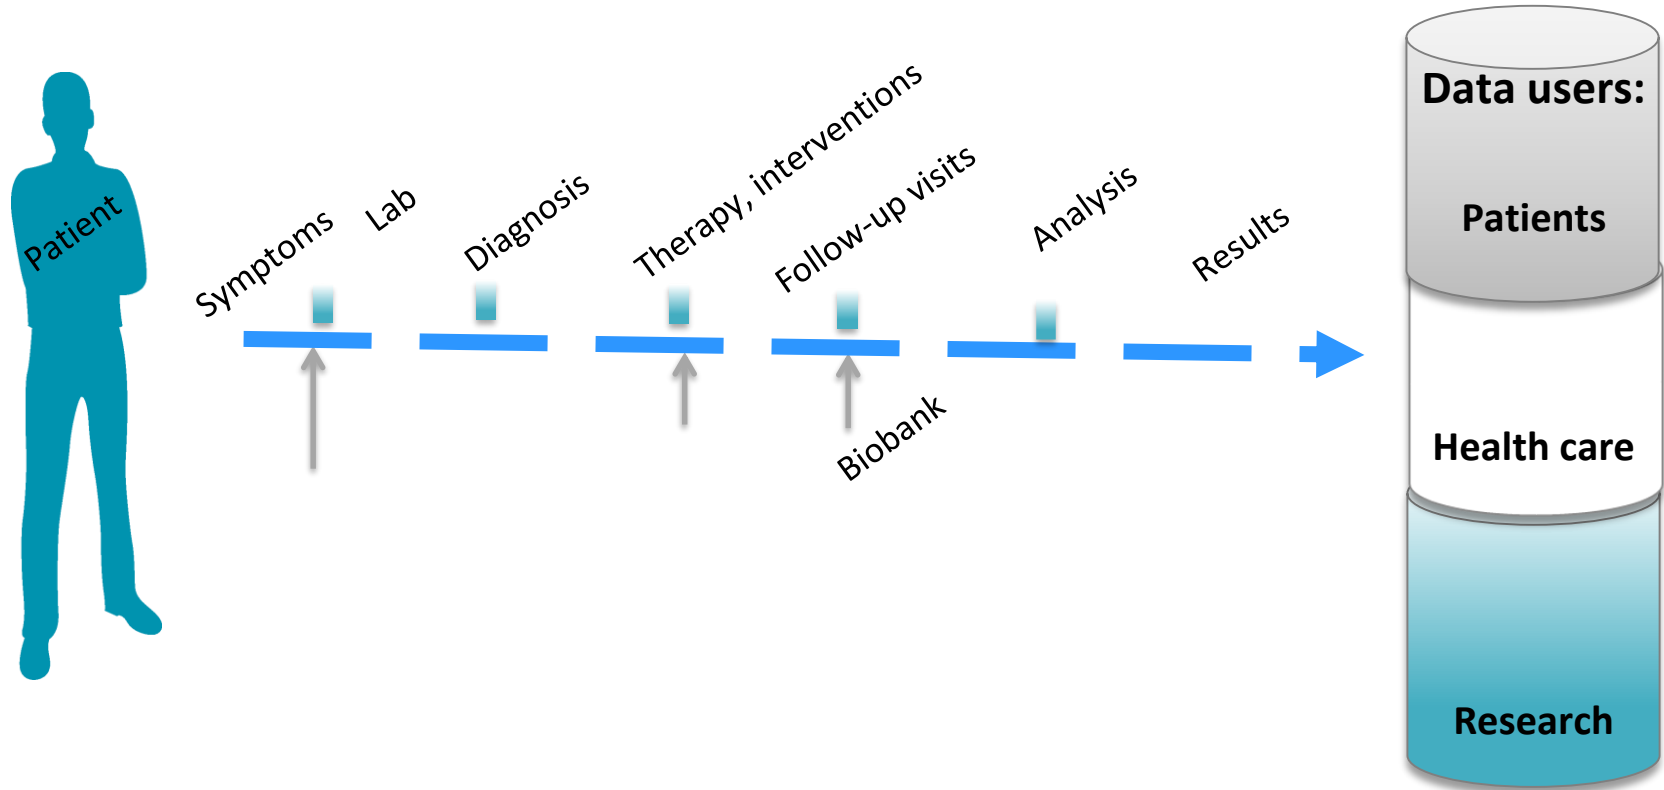 Patient
Symptoms
Lab
Diagnosis
Therapy, interventions
Follow-up visits
Analysis
Results
Biobank
Data users:
Patients
Health care
Research